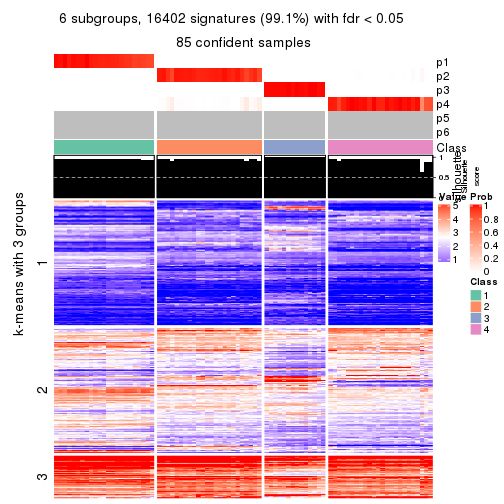 6 subgroups, 16402 signatures (99.1%) with fdr < 0.05
85 confident samples
p1
p2
p3
p4
p5
p6
Class
1
0.5
silhouette
silhouette
score
k-means with 3 groups
1
2
3
Value
5
4
3
2
1
Prob
1
0.8
0.6
0.4
0.2
0
Class
1
2
3
4